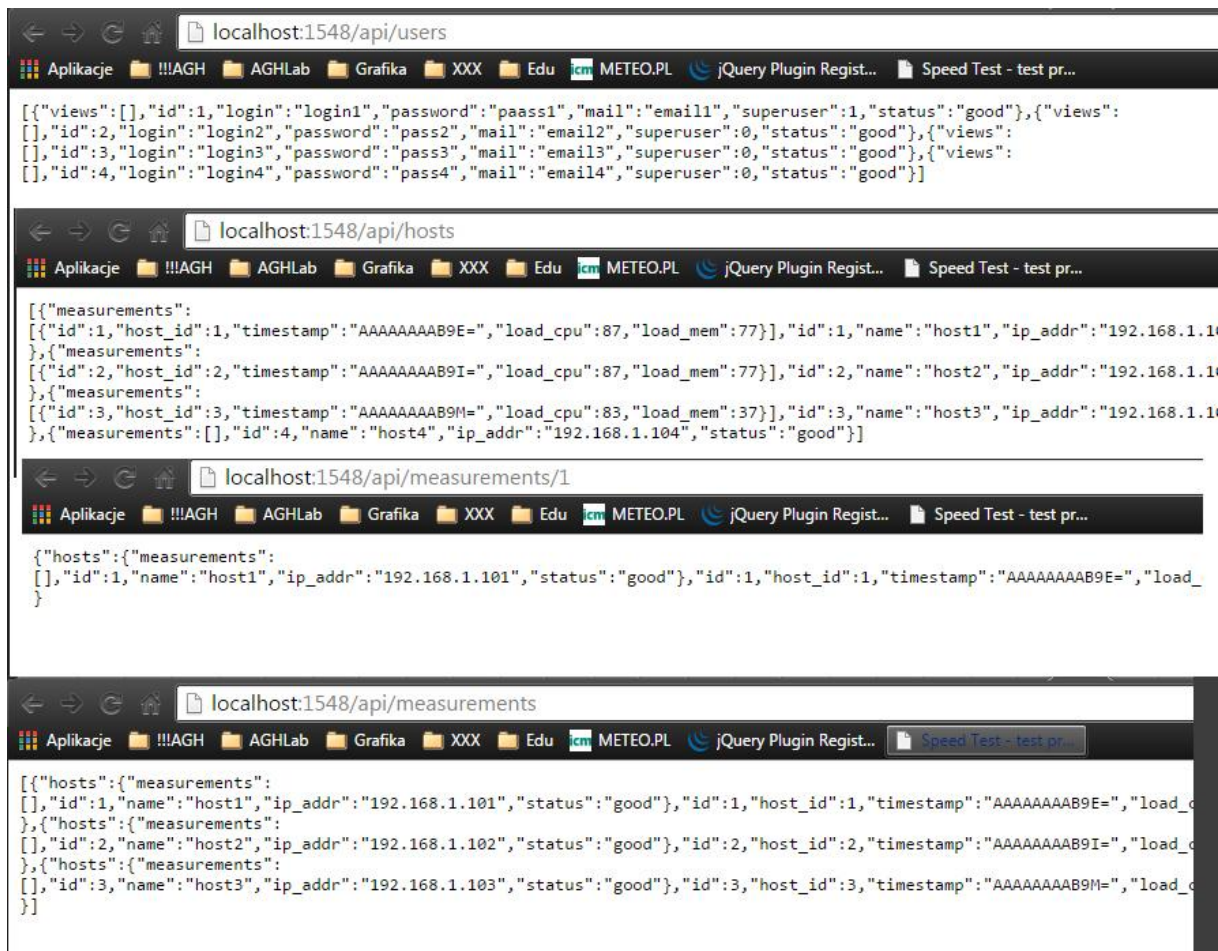 localhost:1548/api/users
Aplikacje !!!AGH AGHLab Grafika XXX Edu icm METEO.PL jQuery Plugin Regist... Speed Test - test pr...
[{"views":[],"id":1,"login":"login1","password":"paass1","mail":"email1","superuser":1,"status":"good"},{"views":
[],"id":2,"login":"login2","password":"pass2","mail":"email2","superuser":0,"status":"good"},{"views":
[],"id":3,"login":"login3","password":"pass3","mail":"email3","superuser":0,"status":"good"},{"views":
[],"id":4,"login":"login4","password":"pass4","mail":"email4","superuser":0,"status":"good"}]
localhost:1548/api/hosts
Aplikacje !!!AGH AGHLab Grafika XXX Edu icm METEO.PL jQuery Plugin Regist... Speed Test - test pr...
[{"measurements":
[{"id":1,"host_id":1,"timestamp":"AAAAAAAAB9E=","load_cpu":87,"load_mem":77}],"id":1,"name":"host1","ip_addr":"192.168.1.10
},{"measurements":
[{"id":2,"host_id":2,"timestamp":"AAAAAAAAB9I=","load_cpu":87,"load_mem":77}],"id":2,"name":"host2","ip_addr":"192.168.1.10
},{"measurements":
[{"id":3,"host_id":3,"timestamp":"AAAAAAAAB9M=","load_cpu":83,"load_mem":37}],"id":3,"name":"host3","ip_addr":"192.168.1.10
},{"measurements":[],"id":4,"name":"host4","ip_addr":"192.168.1.104","status":"good"}]
localhost:1548/api/measurements/1
Aplikacje !!!AGH AGHLab Grafika XXX Edu icm METEO.PL jQuery Plugin Regist... Speed Test - test pr...
{"hosts":{"measurements":
[],"id":1,"name":"host1","ip_addr":"192.168.1.101","status":"good"},"id":1,"host_id":1,"timestamp":"AAAAAAAAB9E=","load_
}
localhost:1548/api/measurements
Aplikacje !!!AGH AGHLab Grafika XXX Edu icm METEO.PL jQuery Plugin Regist... Speed Test - test pr...
[{"hosts":{"measurements":
[],"id":1,"name":"host1","ip_addr":"192.168.1.101","status":"good"},"id":1,"host_id":1,"timestamp":"AAAAAAAAB9E=","load_c
},{"hosts":{"measurements":
[],"id":2,"name":"host2","ip_addr":"192.168.1.102","status":"good"},"id":2,"host_id":2,"timestamp":"AAAAAAAAB9I=","load_c
},{"hosts":{"measurements":
[],"id":3,"name":"host3","ip_addr":"192.168.1.103","status":"good"},"id":3,"host_id":3,"timestamp":"AAAAAAAAB9M=","load_c
}]